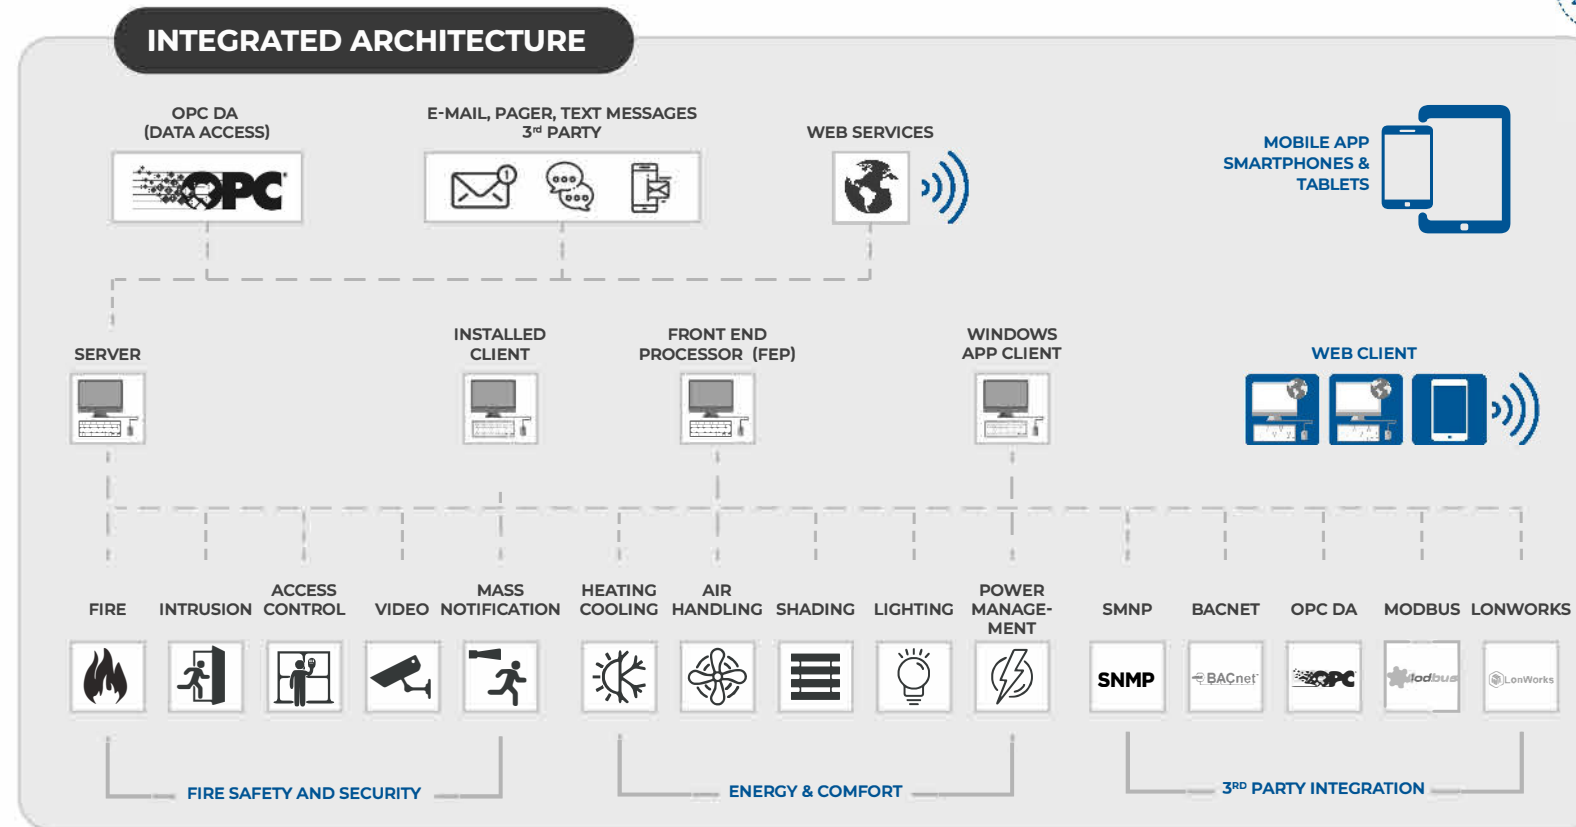 INTEGRATED ARCHITECTURE
OPC DA
(DATA ACCESS)
E-MAIL, PAGER, TEXT MESSAGES
3rd PARTY
WEB SERVICES
MOBILE APP
SMARTPHONES &
TABLETS
OPC
1
SERVER
INSTALLED
CLIENT
FRONT END
PROCESSOR (FEP)
WINDOWS
APP CLIENT
WEB CLIENT
FIRE
INTRUSION
ACCESS
CONTROL
VIDEO
MASS
NOTIFICATION
HEATING
COOLING
AIR
HANDLING
SHADING
LIGHTING
POWER
MANAGE-
MENT
SMNP
BACNET
OPC DA
MODBUS
LONWORKS
SNMP
BACnet
OPC
Modbus
LonWorks
FIRE SAFETY AND SECURITY
ENERGY & COMFORT
3RD PARTY INTEGRATION